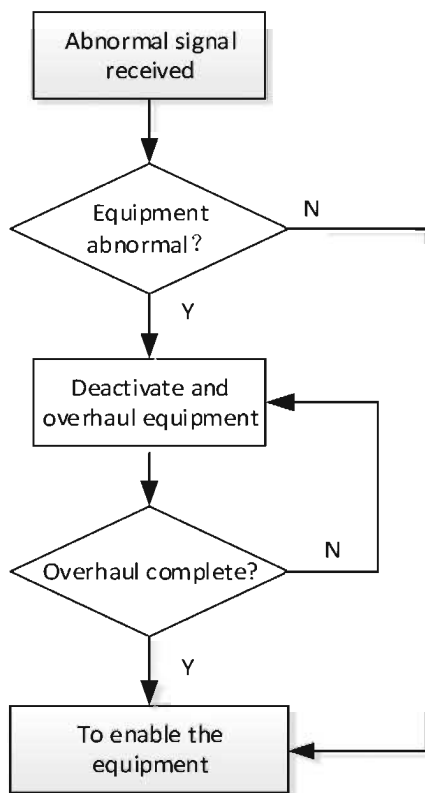 Abnormal signal
received
Equipment
abnormal?
N
Y
Deactivate and
overhaul equipment
Overhaul complete?
N
Y
To enable the
equipment